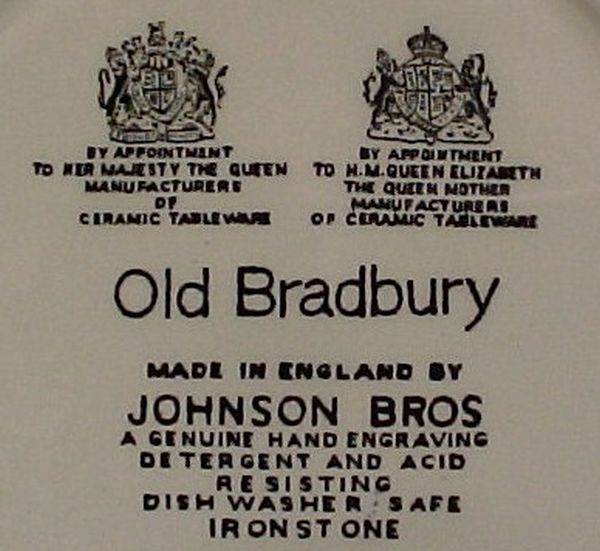 BY APPOINTMENT
TO HER MAJESTY THE QUEEN
MANUFACTURERS
OF
CERAMIC TABLEWARE
BY APPOINTMENT
TO H.M. QUEEN ELIZABETH
THE QUEEN MOTHER
MANUFACTURERS
OF CERAMIC TABLEWARE
Old Bradbury
MADE IN ENGLAND BY
JOHNSON BROS
A GENUINE HAND ENGRAVING
DETERGENT AND ACID
RESISTING
DISH WASHER SAFE
IRONSTONE